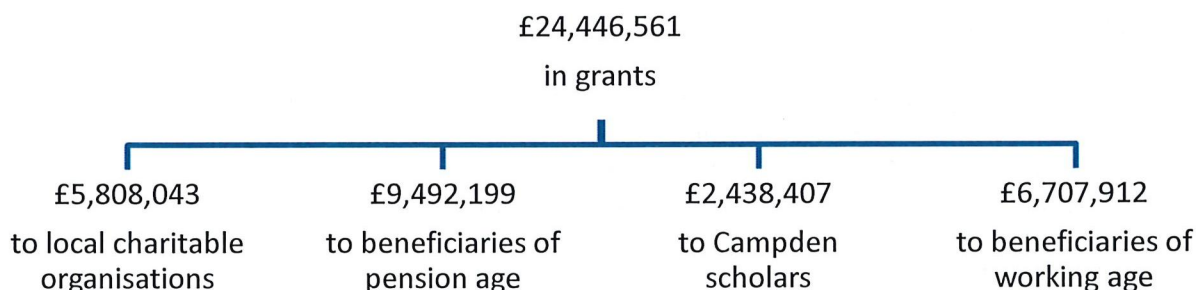 £24,446,561
in grants
£5,808,043
to local charitable
organisations
£9,492,199
to beneficiaries of
pension age
£2,438,407
to Campden
scholars
£6,707,912
to beneficiaries of
working age